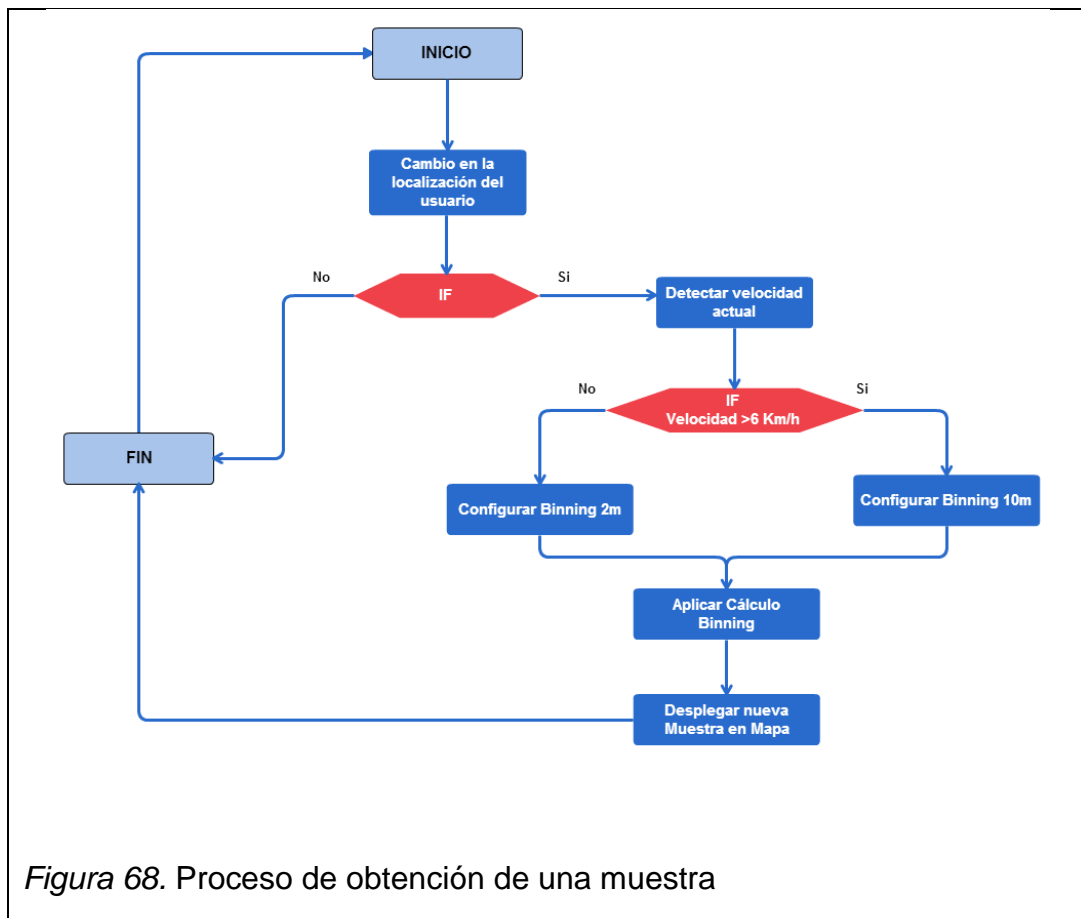 INICIO
Cambio en la
localización del
usuario
No
IF
Si
Detectar velocidad
actual
No
IF
Velocidad >6 Km/h
Si
FIN
Configurar Binning 2m
Configurar Binning 10m
Aplicar Cálculo
Binning
Desplegar nueva
Muestra en Mapa
Figura 68. Proceso de obtención de una muestra